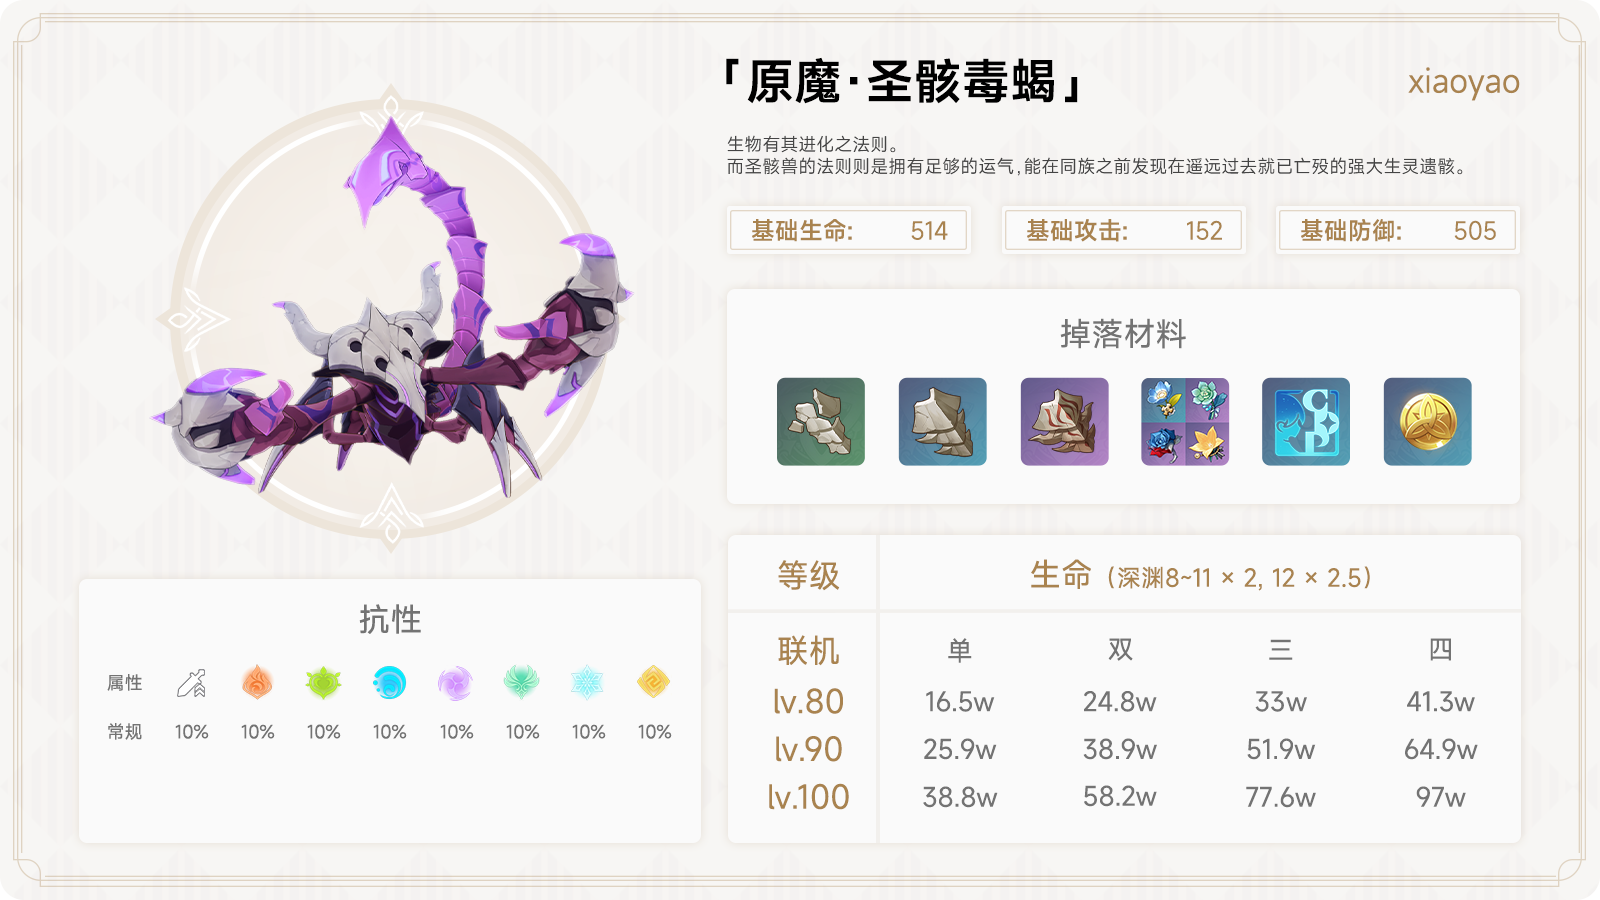 「原魔·圣骸毒蝎」
xiaoyao
生物有其进化之法则。
而圣骸兽的法则则是拥有足够的运气,能在同族之前发现在遥远过去就已亡殁的强大生灵遗骸。
基础生命: 514
基础攻击: 152
基础防御: 505
掉落材料
抗性
属性
常规 10% 10% 10% 10% 10% 10% 10% 10%
等级 生命（深渊8~11 × 2, 12 × 2.5）
联机 单 双 三 四
lv.80 16.5w 24.8w 33w 41.3w
lv.90 25.9w 38.9w 51.9w 64.9w
lv.100 38.8w 58.2w 77.6w 97w